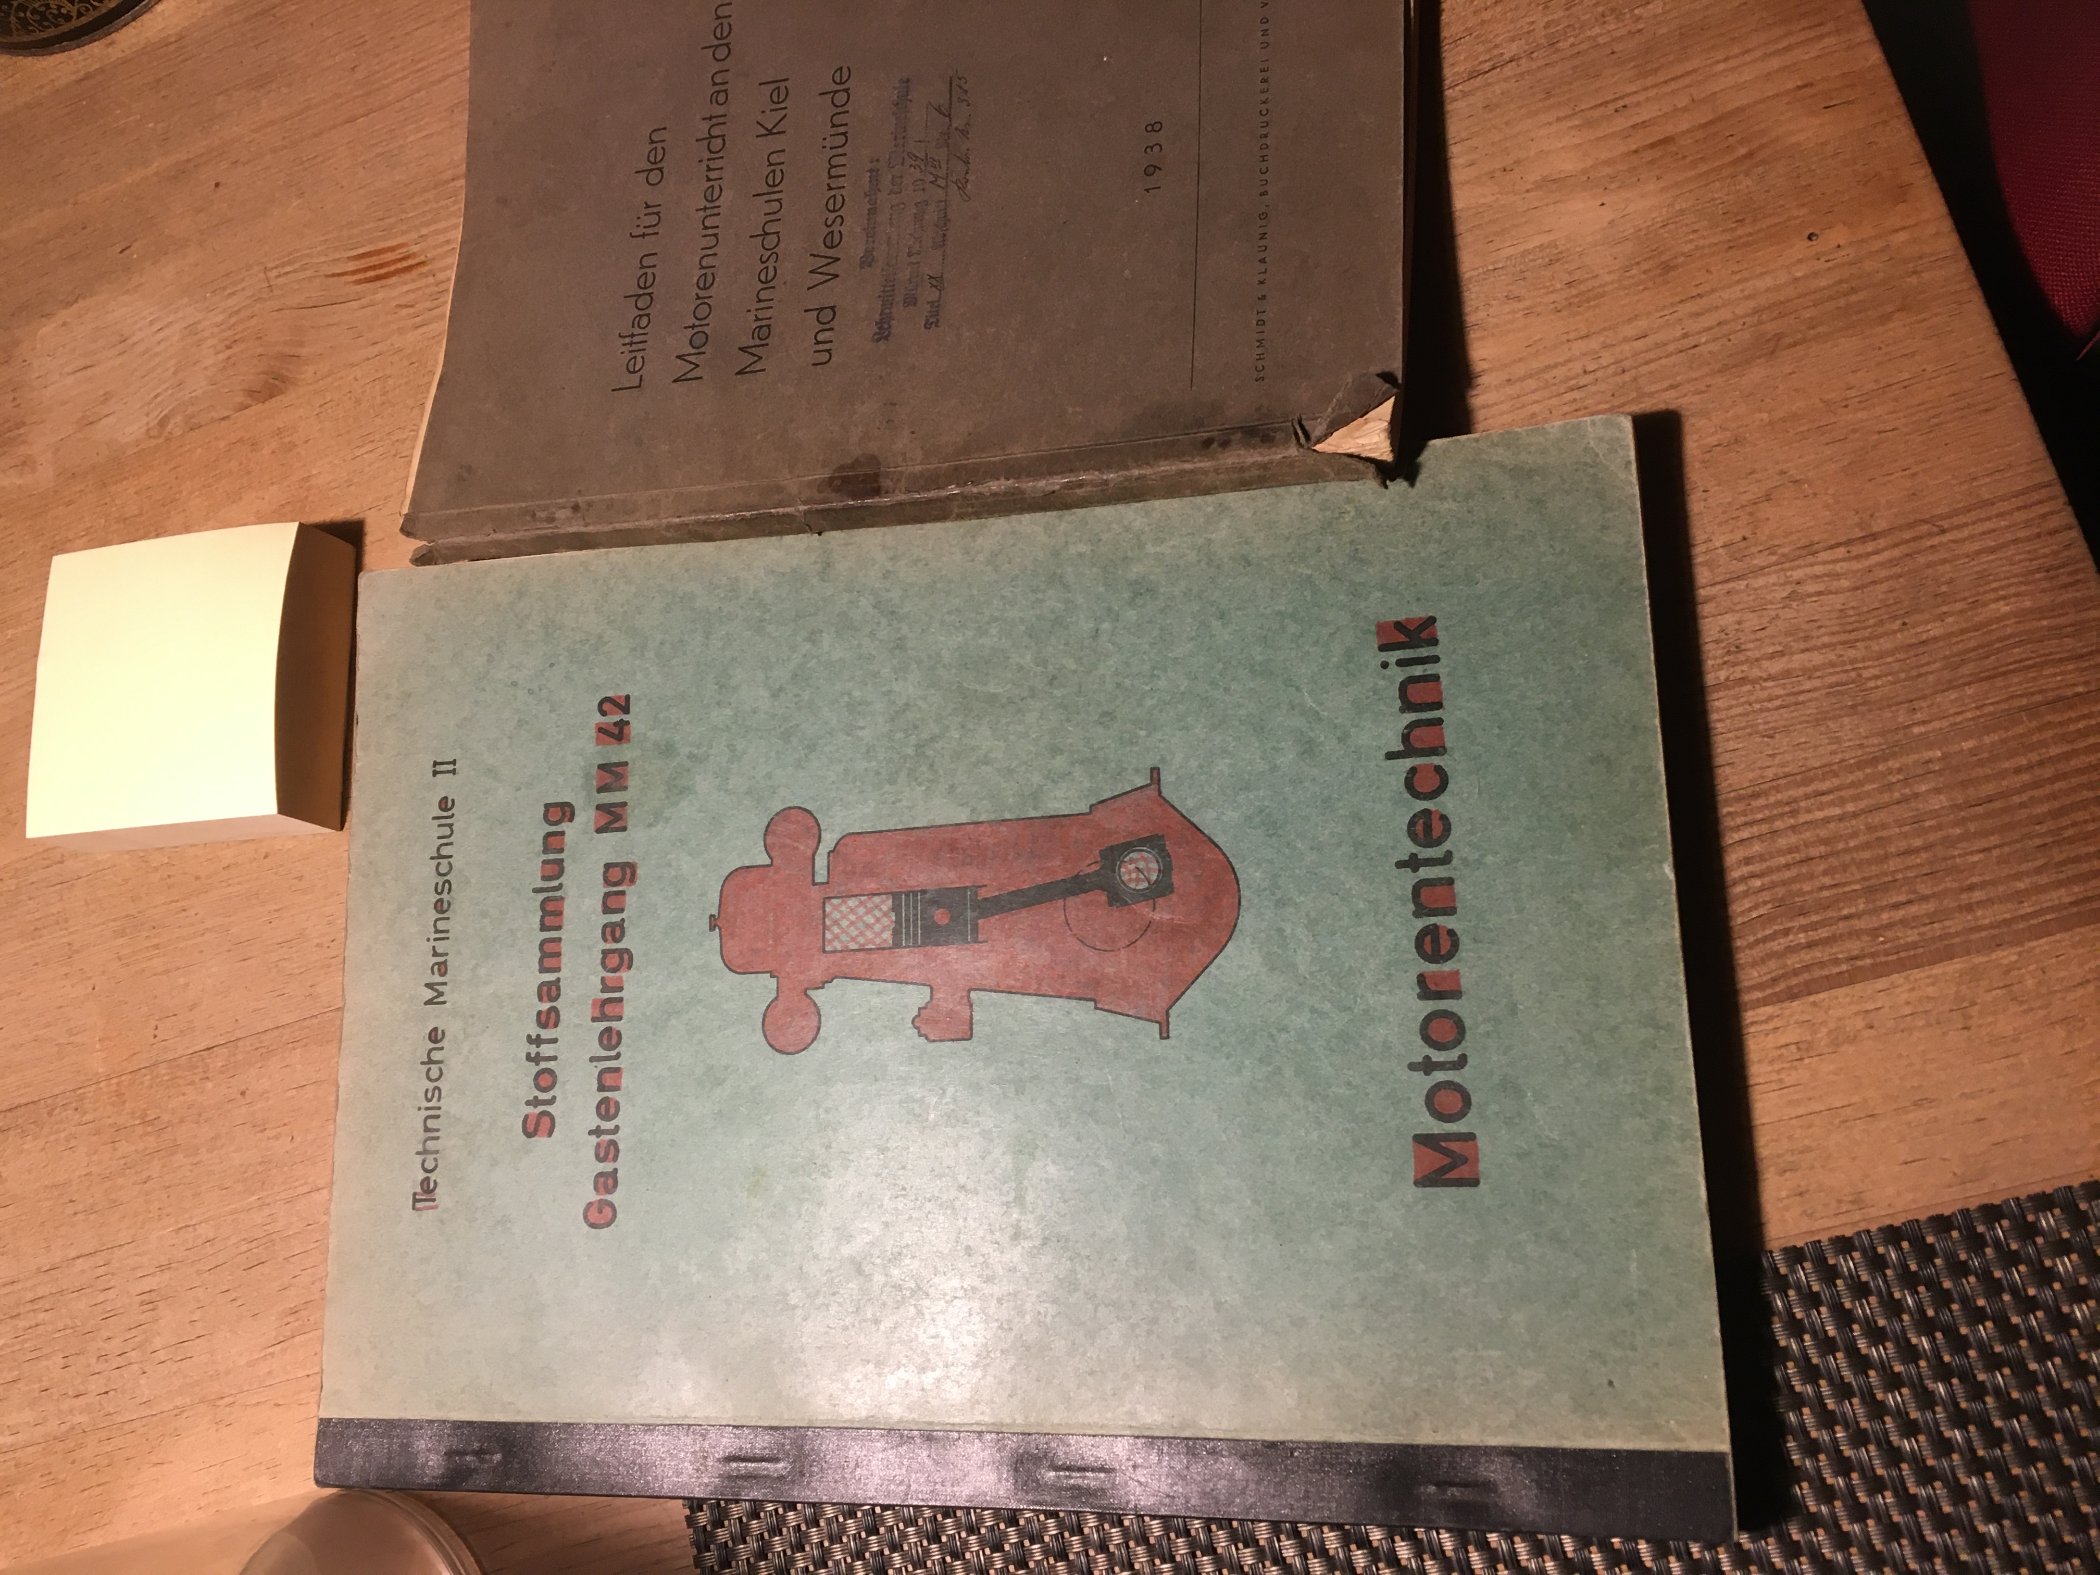 Technische Marineschule II
Stoffsammlung
Gastenlehrgang MM 42
Motorentechnik
Leitfaden für den
Motorenunterricht an den
Marineschulen Kiel
und Wesermünde
1938
SCHMIDT & KLAUNIG, BUCHDRUCKEREI UND